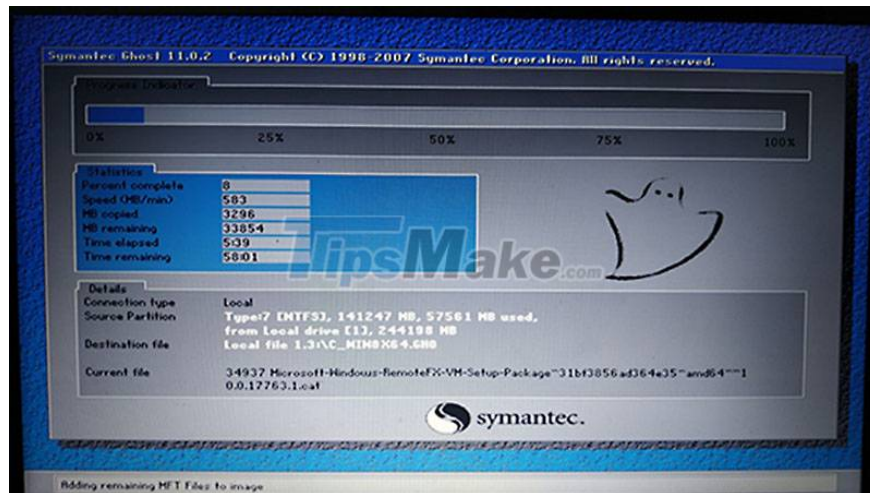 Symantec Ghost 11.0.2 Copyright (C) 1998-2007 Symantec Corporation. All rights reserved.
Progress Indicator
0% 25% 50% 75% 100%
Statistics
Percent complete 8
Speed (MB/min) 583
MB copied 3296
MB remaining 33854
Time elapsed 5:39
Time remaining 58:01
TipsMake.com
Details
Connection type Local
Source Partition Type:7 [NTFS], 141247 MB, 57561 MB used,
from Local drive [1], 244198 MB
Destination file Local file 1.3:\C_WIN8X64.GHO
Current file 34937 Microsoft-Windows-RemoteFX-VM-Setup-Package~31bf3856ad364e35~amd64~~1
0.0.17763.1.cat
symantec.
Adding remaining MFT Files to image